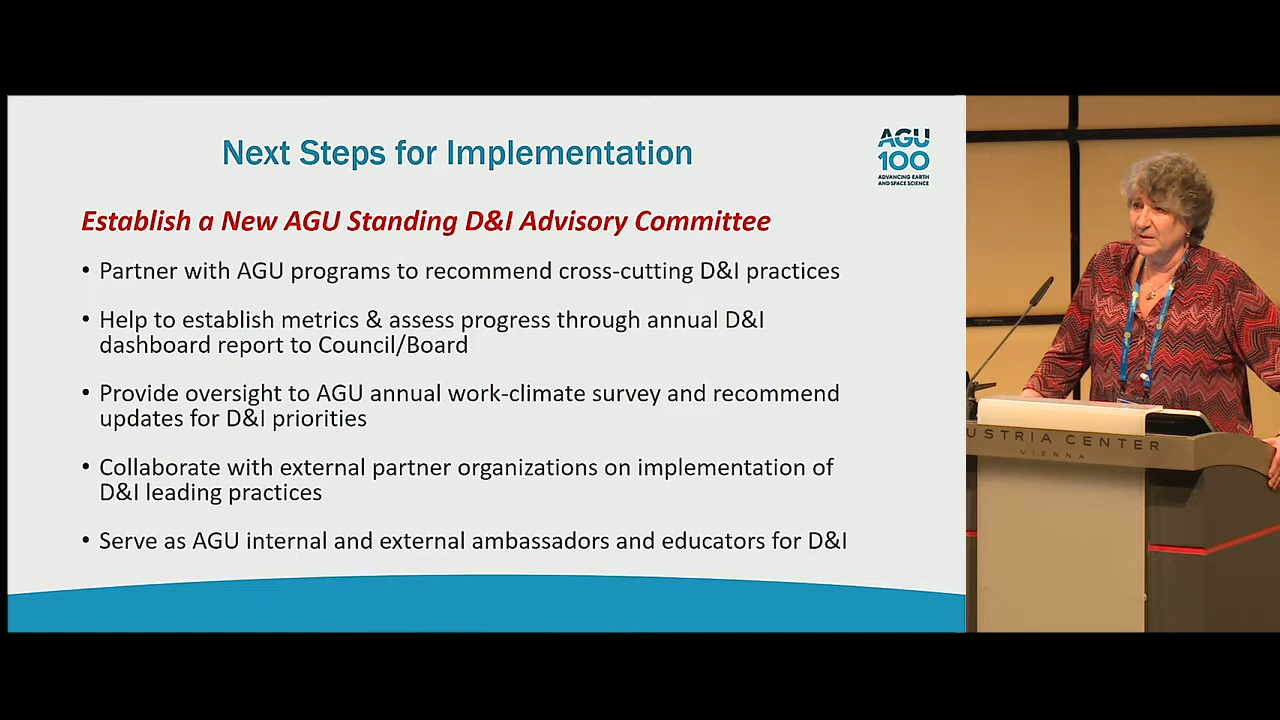 Next Steps for Implementation
AGU
100
ADVANCING EARTH
AND SPACE SCIENCE
Establish a New AGU Standing D&I Advisory Committee
• Partner with AGU programs to recommend cross-cutting D&I practices
• Help to establish metrics & assess progress through annual D&I
dashboard report to Council/Board
• Provide oversight to AGU annual work-climate survey and recommend
updates for D&I priorities
• Collaborate with external partner organizations on implementation of
D&I leading practices
• Serve as AGU internal and external ambassadors and educators for D&I
USTRIA CENTER
VIENNA